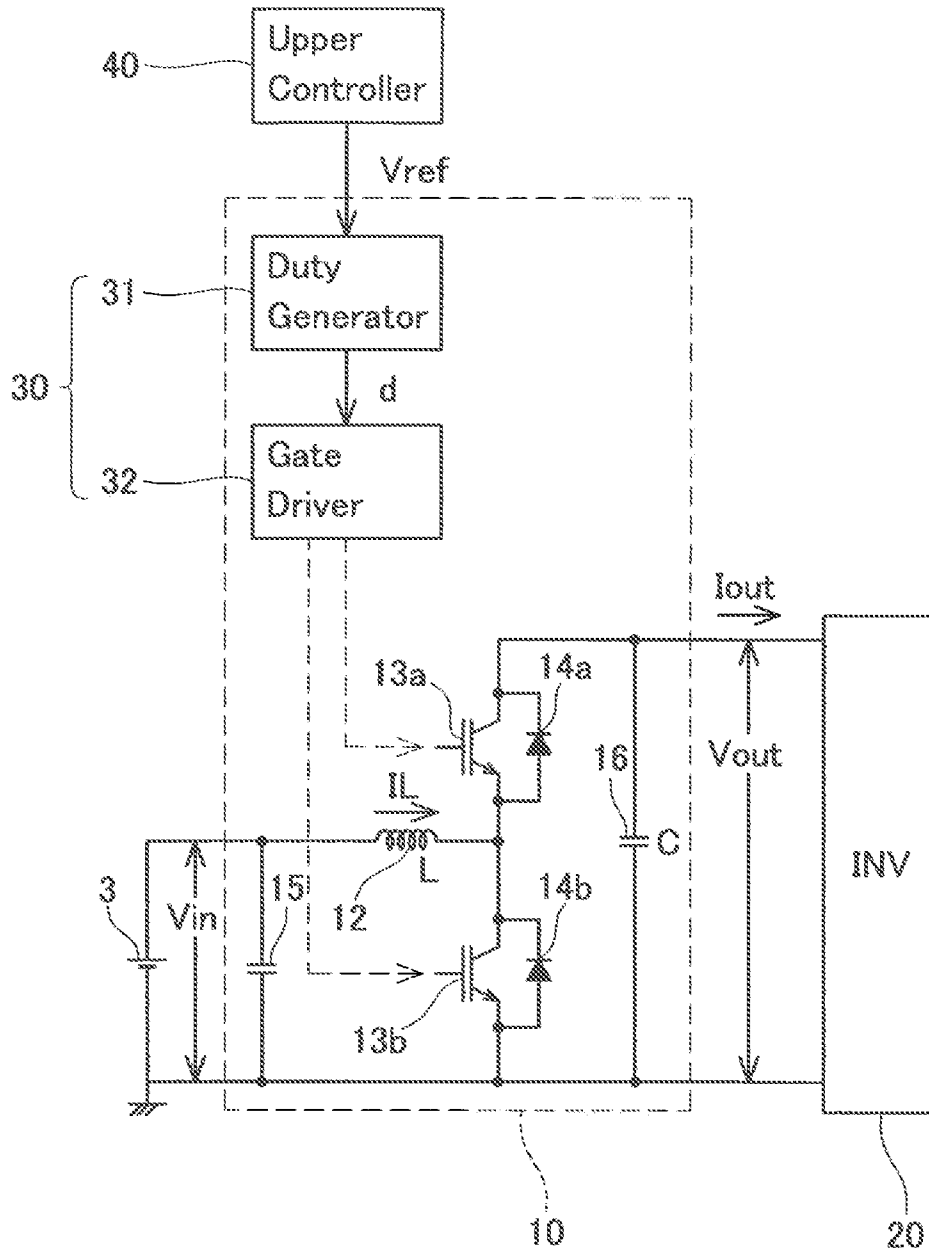 Upper
Controller
40
Vref
Duty
Generator
31
30
d
Gate
Driver
32
Iout
13a
14a
16
Vout
IL
C
INV
L
12
15
14b
3
Vin
13b
10
20